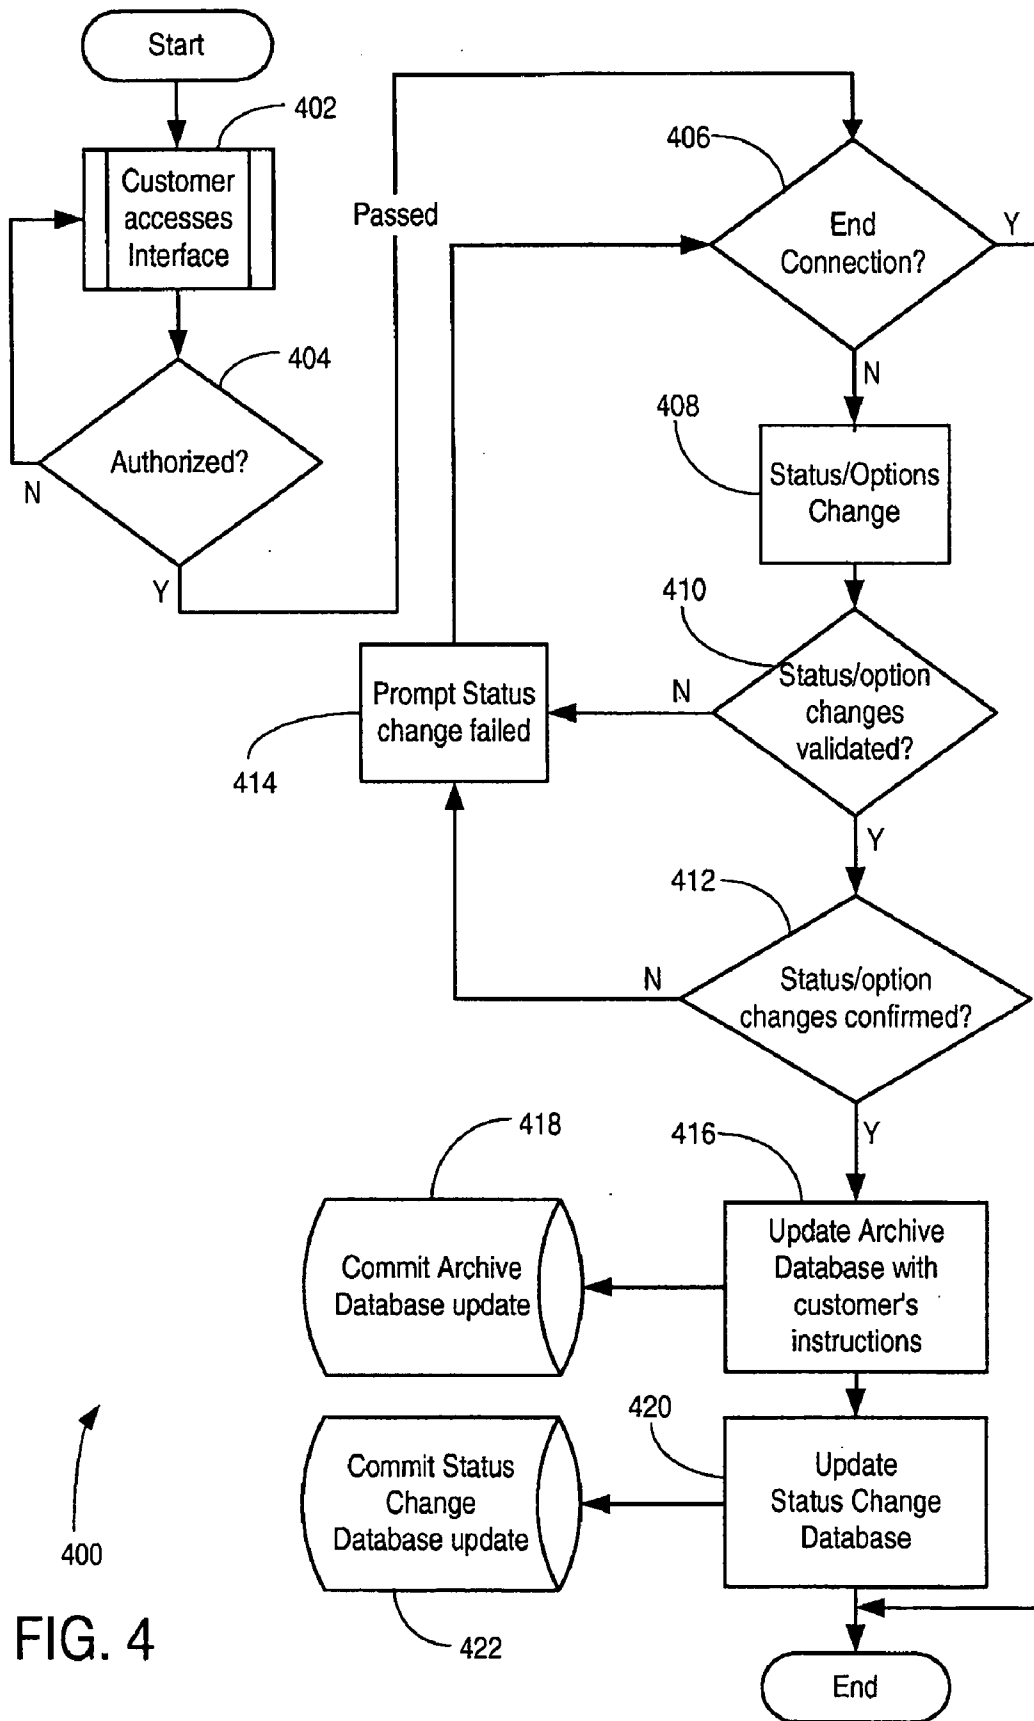 Start
402
Customer
accesses
Interface
404
Authorized?
N
Y
Passed
406
End
Connection?
Y
N
408
Status/Options
Change
410
Status/option
changes
validated?
N
Y
Prompt Status
change failed
414
412
Status/option
changes confirmed?
N
Y
416
Update Archive
Database with
customer's
instructions
418
Commit Archive
Database update
420
Update
Status Change
Database
Commit Status
Change
Database update
422
End
400
FIG. 4